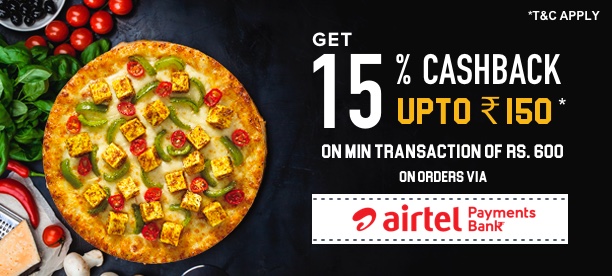 *T&C APPLY
GET
15% CASHBACK
UPTO ₹150*
ON MIN TRANSACTION OF RS. 600
ON ORDERS VIA
airtel Payments
Bank